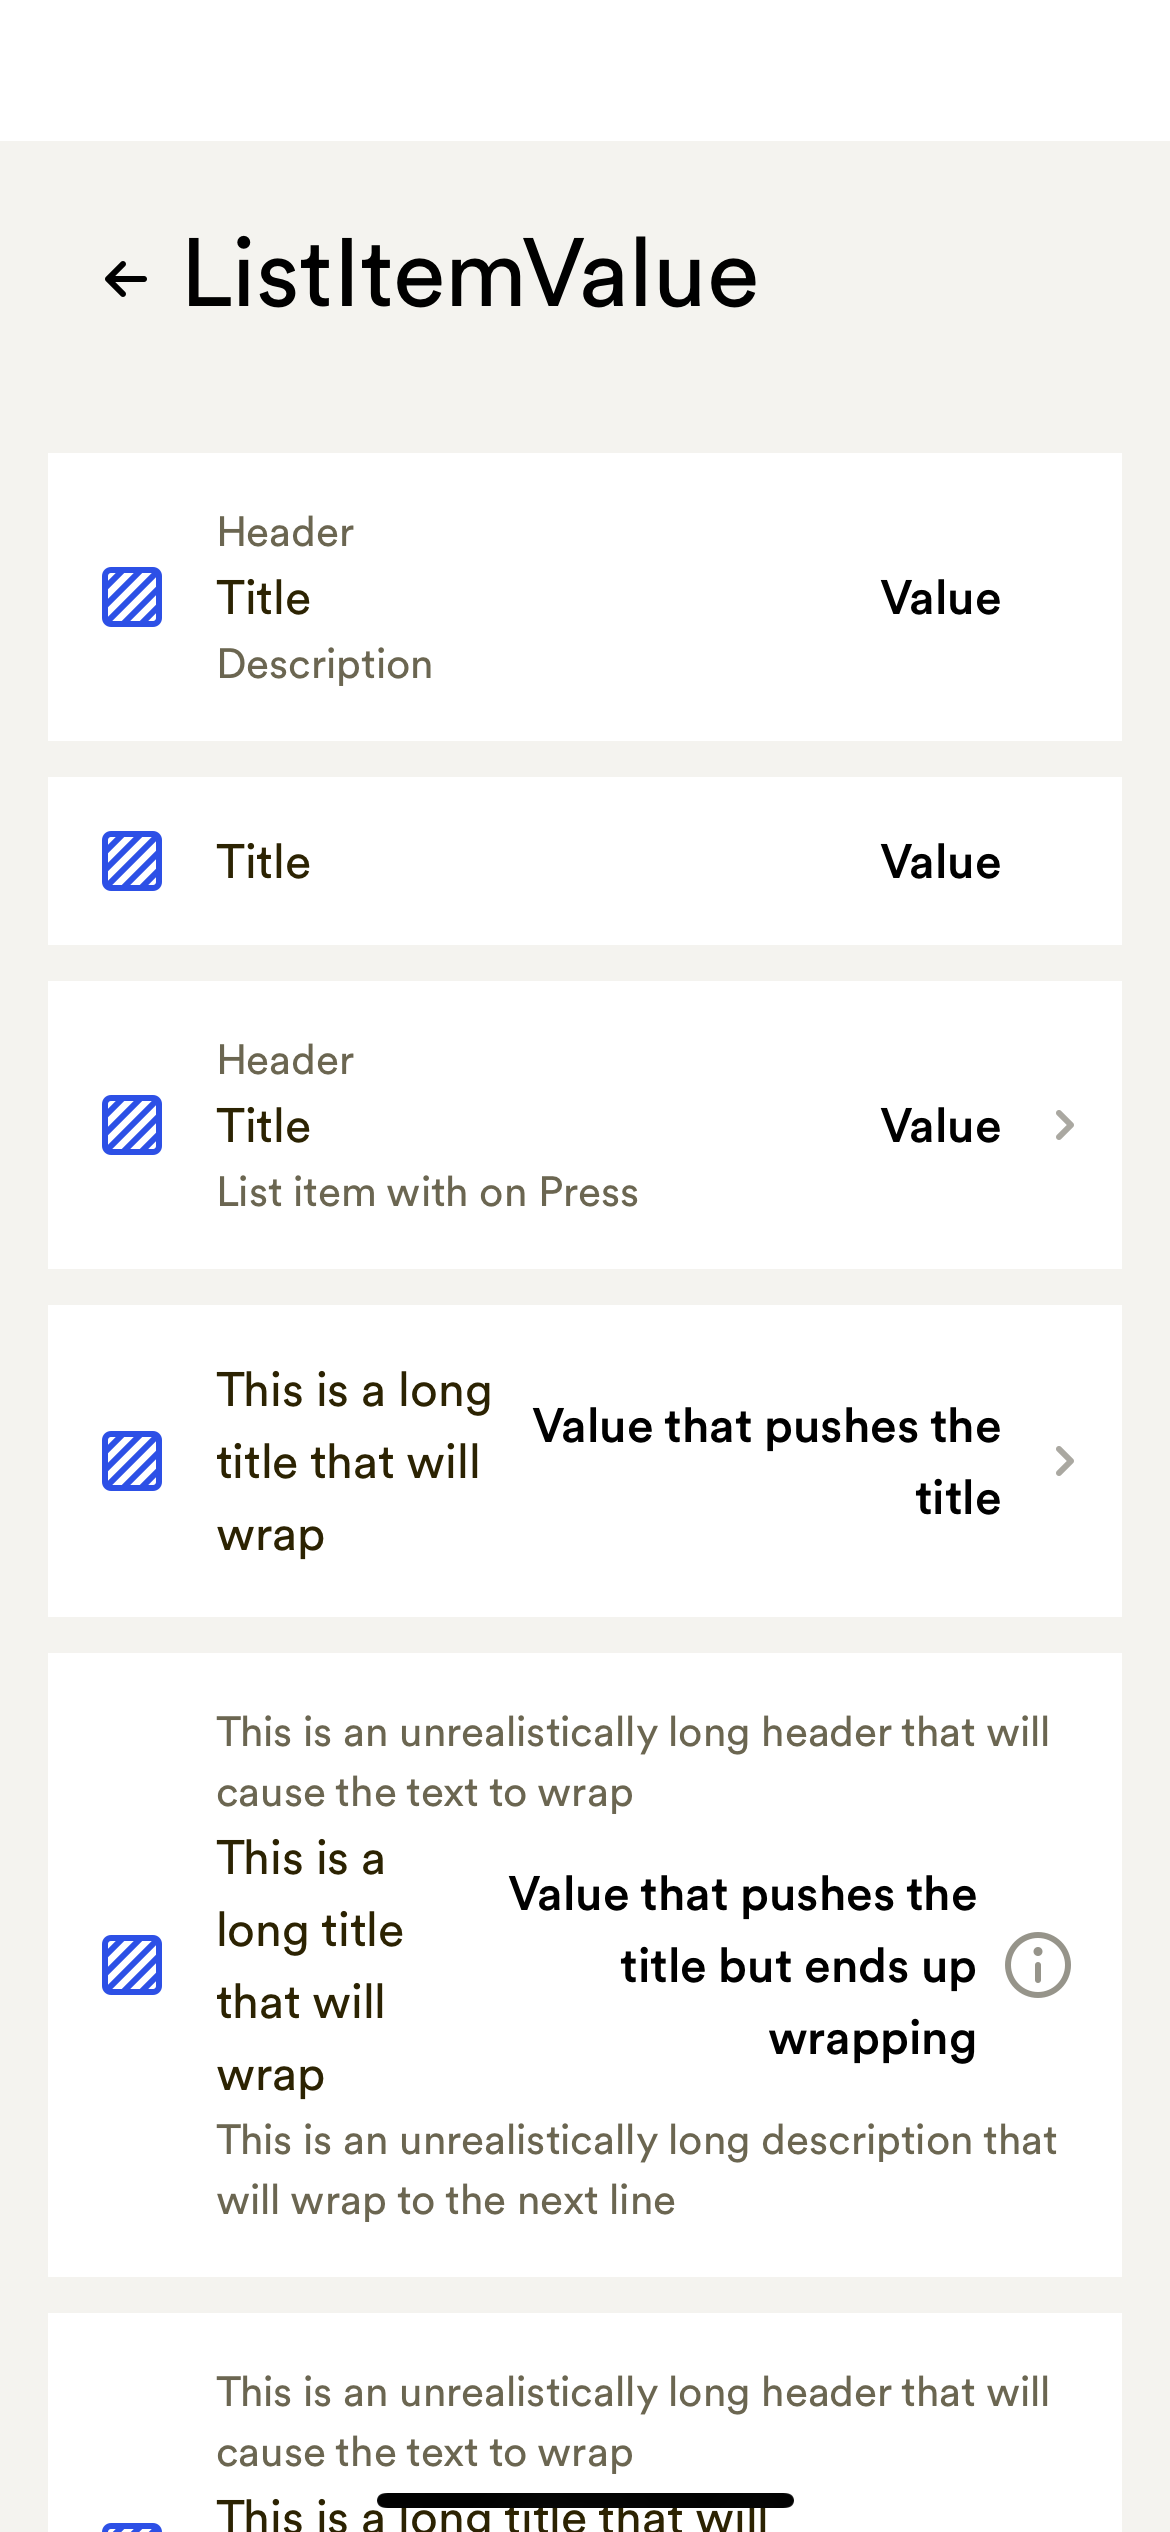 ListItemValue
Header
Title
Value
Description
Title
Value
Header
Title
Value
List item with on Press
This is a long
title that will
wrap
Value that pushes the
title
This is an unrealistically long header that will
cause the text to wrap
This is a
long title
that will
wrap
Value that pushes the
title but ends up
wrapping
This is an unrealistically long description that
will wrap to the next line
This is an unrealistically long header that will
cause the text to wrap
This is a long title that will